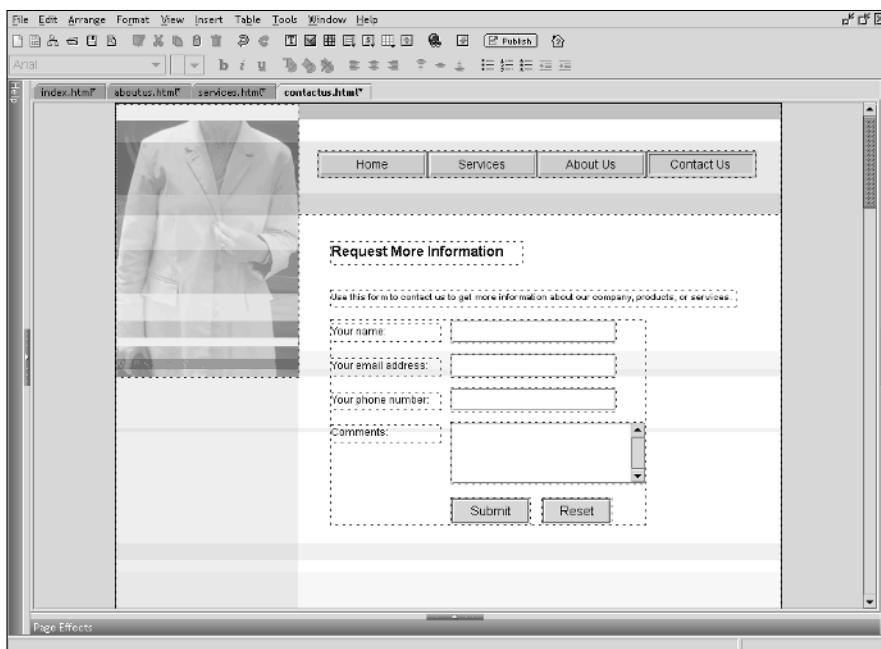 File Edit Arrange Format View Insert Table Tools Window Help
Publish
Arial
b i u
Help
index.html* aboutus.html* services.html* contactus.html*
Home Services About Us Contact Us
Request More Information
Use this form to contact us to get more information about our company, products, or services.
Your name:
Your email address:
Your phone number:
Comments:
Submit Reset
Page Effects